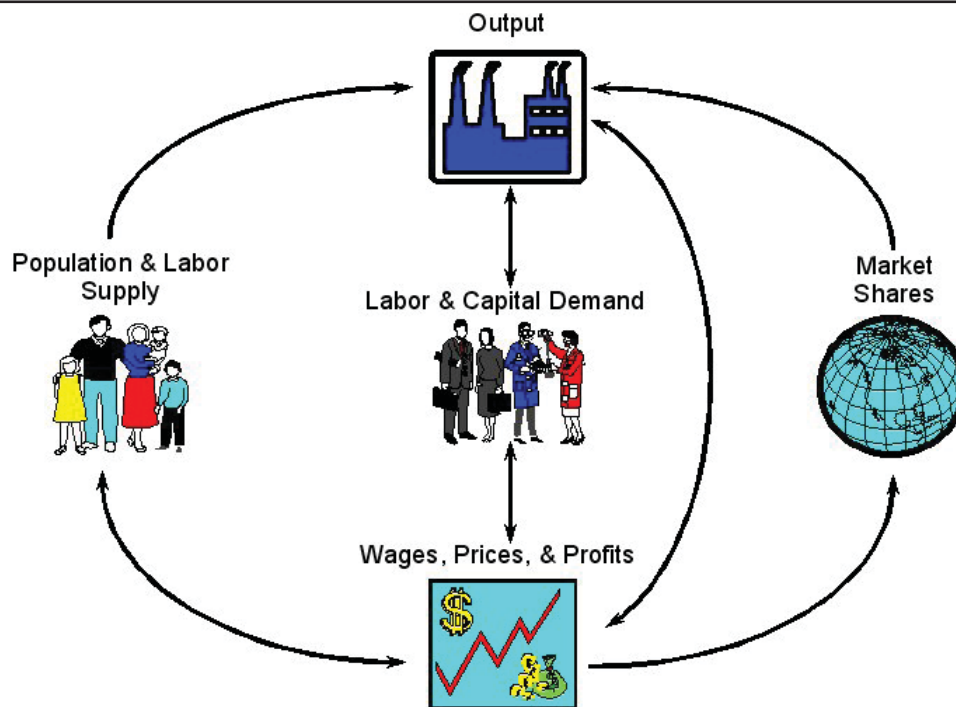 Output
Population & Labor
Supply
Labor & Capital Demand
Market
Shares
Wages, Prices, & Profits
$